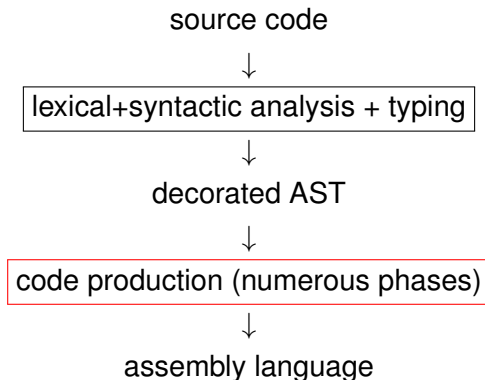 source code
↓
lexical+syntactic analysis + typing
↓
decorated AST
↓
code production (numerous phases)
↓
assembly language